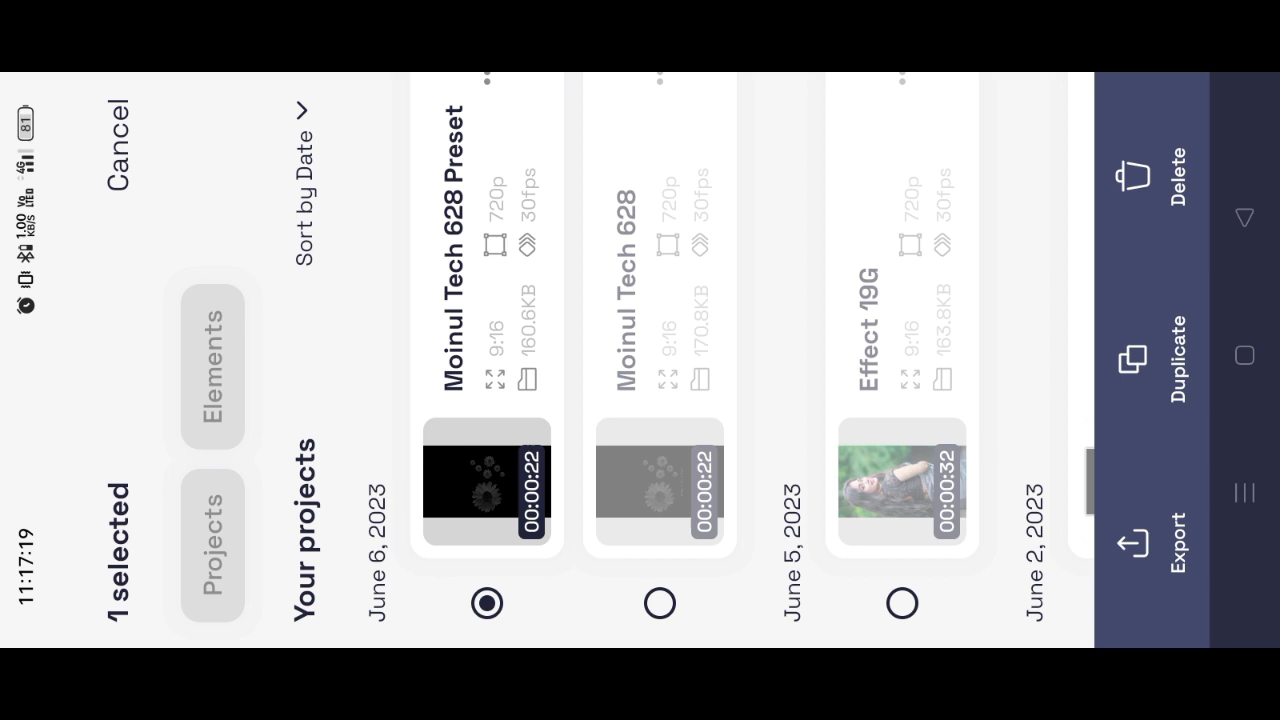 11:17:19
1.00 KB/S Vo LTE 4G 81
1 selected
Cancel
Projects
Elements
Your projects
Sort by Date
June 6, 2023
Moinul Tech 628 Preset
9:16
720p
160.6KB
30fps
00:00:22
Moinul Tech 628
9:16
720p
170.8KB
30fps
00:00:22
June 5, 2023
Effect 19G
9:16
720p
163.8KB
30fps
00:00:32
June 2, 2023
Export
Duplicate
Delete